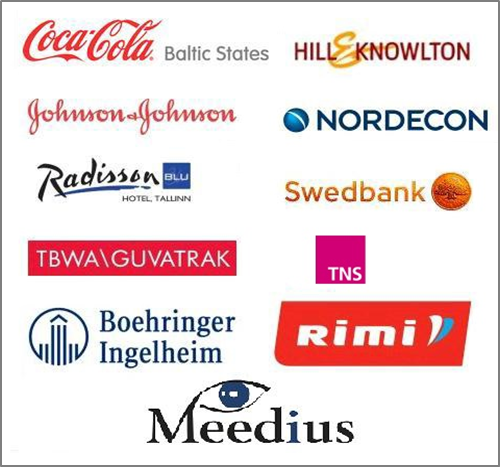 Coca-Cola Baltic States
HILL&KNOWLTON
Johnson & Johnson
NORDECON
Radisson BLU
HOTEL, TALLINN
Swedbank
TBWA\GUVATRAK
TNS
Boehringer
Ingelheim
Rimi
Meedius